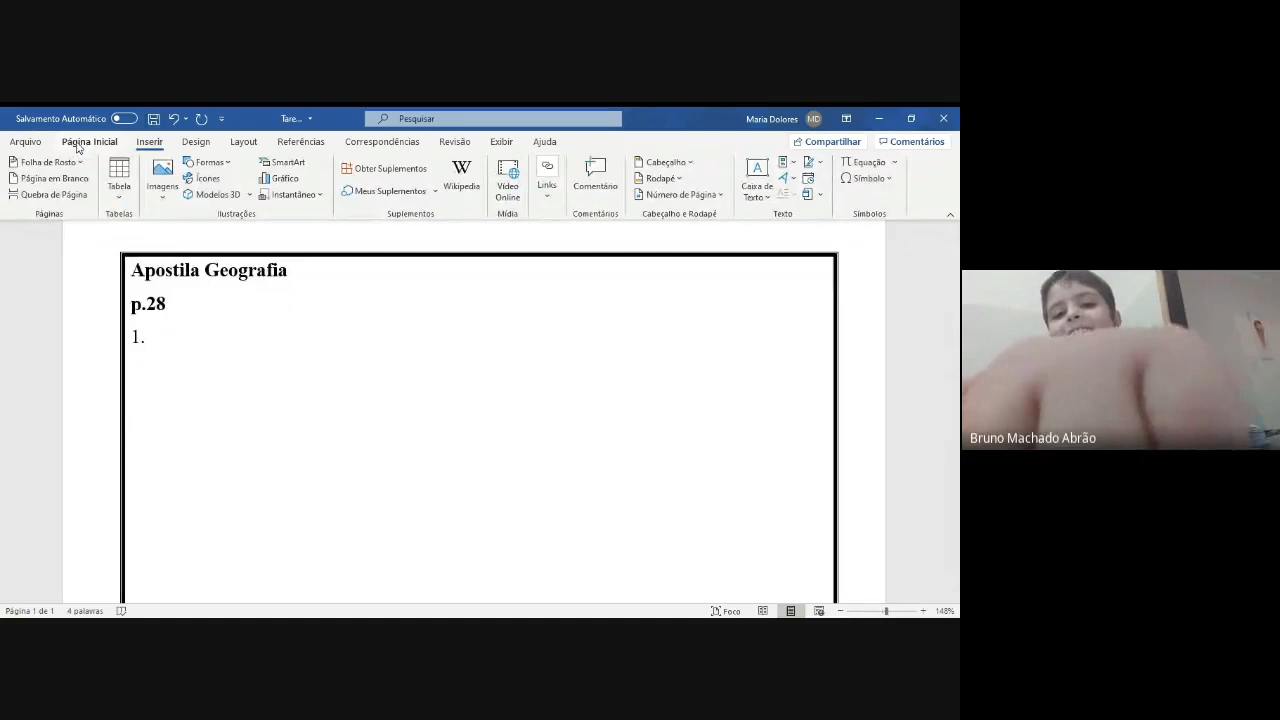 Salvamento Automático
Tare...
Pesquisar
Maria Dolores
MD
Arquivo
Página Inicial
Inserir
Design
Layout
Referências
Correspondências
Revisão
Exibir
Ajuda
Compartilhar
Comentários
Folha de Rosto
Página em Branco
Quebra de Página
Páginas
Tabela
Tabelas
Imagens
Formas
Ícones
Modelos 3D
SmartArt
Gráfico
Instantâneo
Ilustrações
Obter Suplementos
Meus Suplementos
W
Wikipedia
Suplementos
Vídeo
Online
Mídia
Links
Comentário
Comentários
Cabeçalho
Rodapé
Número de Página
Cabeçalho e Rodapé
A
Caixa de
Texto
Texto
Equação
Símbolo
Símbolos
Apostila Geografia
p.28
1.
Bruno Machado Abrão
Página 1 de 1
4 palavras
Foco
148%